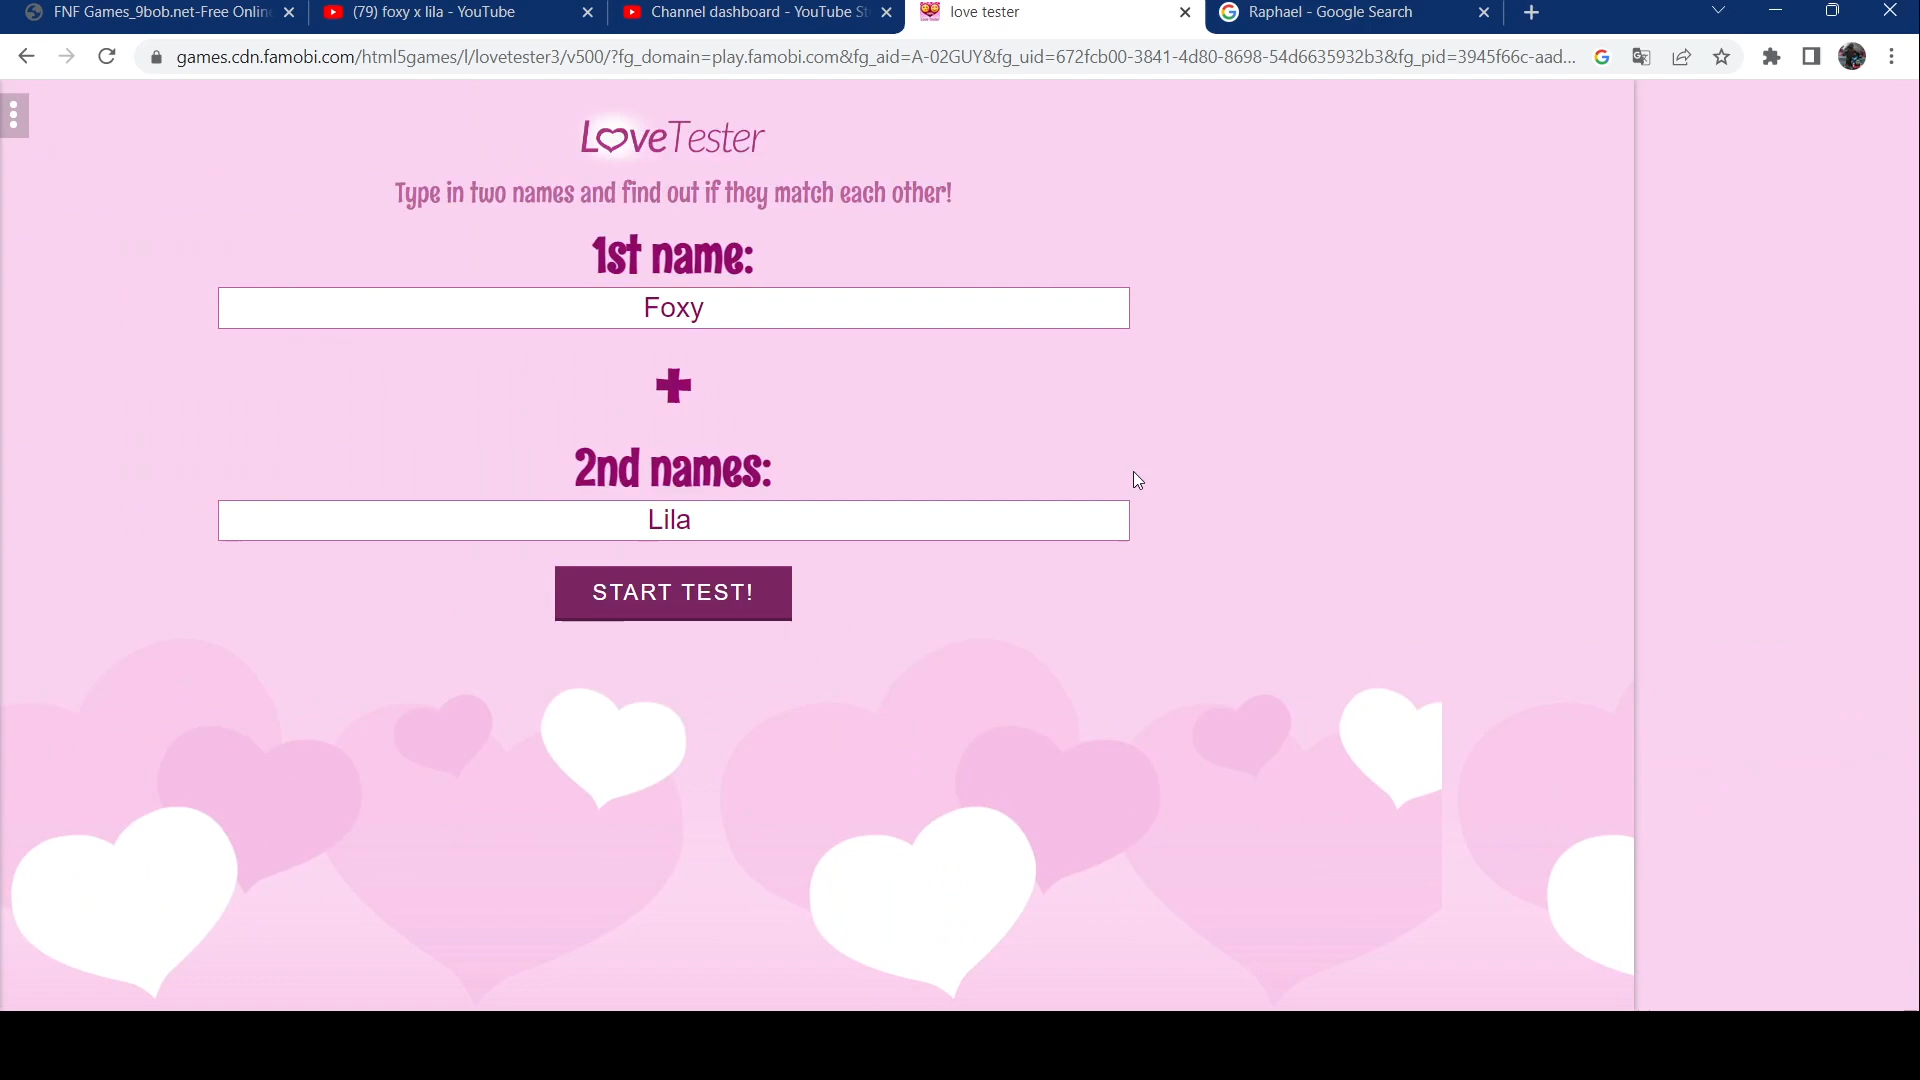 FNF Games_9bob.net-Free Onlin
(79) foxy x lila - YouTube
Channel dashboard - YouTube St
love tester
Raphael - Google Search
games.cdn.famobi.com/html5games/l/lovetester3/v500/?fg_domain=play.famobi.com&fg_aid=A-02GUY&fg_uid=672fcb00-3841-4d80-8698-54d6635932b3&fg_pid=3945f66c-aad...
LoveTester
Type in two names and find out if they match each other!
1st name:
Foxy
+
2nd names:
Lila
START TEST!